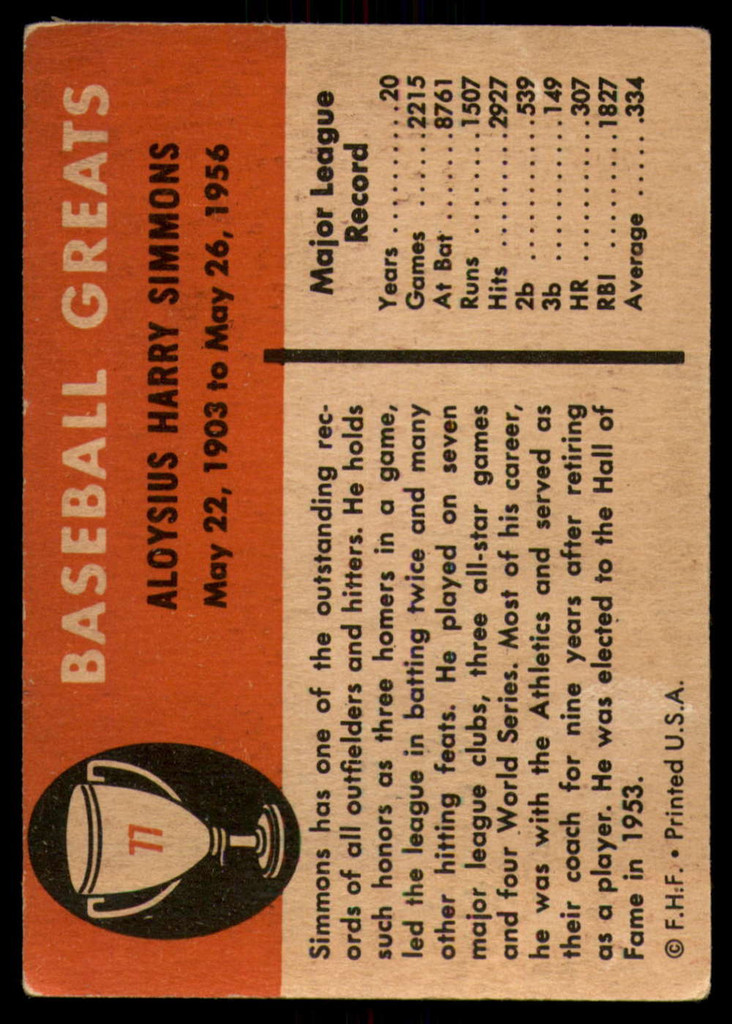 77
BASEBALL GREATS
ALOYSIUS HARRY SIMMONS
May 22, 1903 to May 26, 1956
Simmons has one of the outstanding rec-
ords of all outfielders and hitters. He holds
such honors as three homers in a game,
led the league in batting twice and many
other hitting feats. He played on seven
major league clubs, three all-star games
and four World Series. Most of his career,
he was with the Athletics and served as
their coach for nine years after retiring
as a player. He was elected to the Hall of
Fame in 1953.
© F.H.F. • Printed U.S.A.
Major League
Record
Years .......... 20
Games ....... 2215
At Bat ....... 8761
Runs ......... 1507
Hits .......... 2927
2b ............. 539
3b ............. 149
HR ............ 307
RBI .......... 1827
Average ...... .334